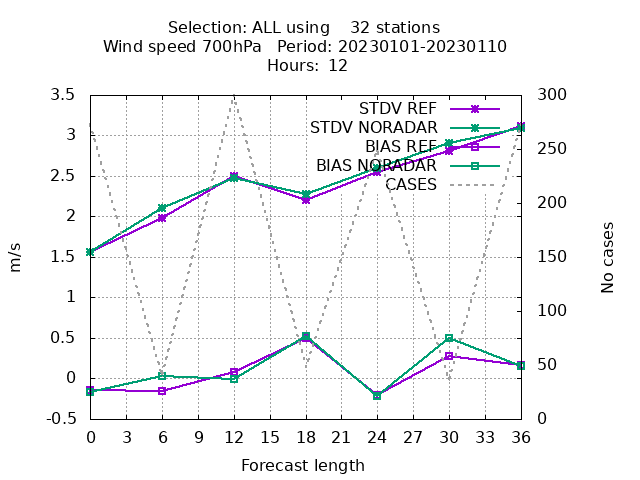 Selection: ALL using    32 stations
Wind speed 700hPa   Period: 20230101-20230110
Hours:  12
STDV REF
STDV NORADAR
BIAS REF
BIAS NORADAR
CASES
3.5
3
2.5
2
1.5
1
0.5
0
-0.5
m/s
300
250
200
150
100
50
0
No cases
0 3 6 9 12 15 18 21 24 27 30 33 36
Forecast length